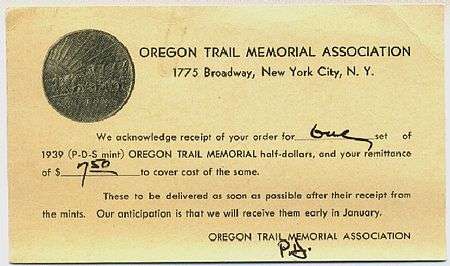 OREGON TRAIL MEMORIAL ASSOCIATION
1775 Broadway, New York City, N. Y.
We acknowledge receipt of your order for one set of
1939 (P-D-S mint) OREGON TRAIL MEMORIAL half-dollars, and your remittance
of $ 7 50 to cover cost of the same.
These to be delivered as soon as possible after their receipt from
the mints. Our anticipation is that we will receive them early in January.
OREGON TRAIL MEMORIAL ASSOCIATION
P.D.